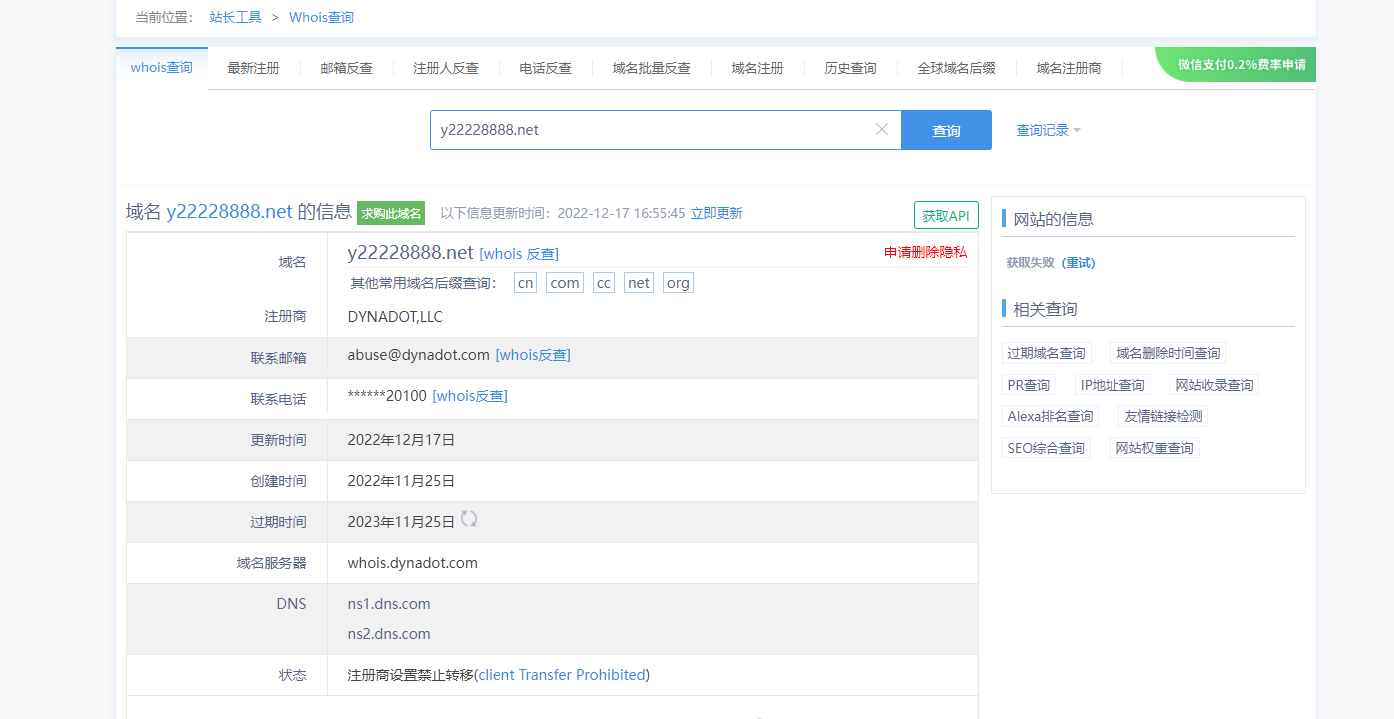 当前位置： 站长工具 > Whois查询
whois查询 最新注册 邮箱反查 注册人反查 电话反查 域名批量反查 域名注册 历史查询 全球域名后缀 域名注册商 微信支付0.2%费率申请
y22228888.net 查询 查询记录
域名 y22228888.net 的信息 求购此域名 以下信息更新时间：2022-12-17 16:55:45 立即更新 获取API
域名 y22228888.net [whois 反查] 申请删除隐私
其他常用域名后缀查询： cn com cc net org
注册商 DYNADOT,LLC
联系邮箱 abuse@dynadot.com [whois反查]
联系电话 ******20100 [whois反查]
更新时间 2022年12月17日
创建时间 2022年11月25日
过期时间 2023年11月25日
域名服务器 whois.dynadot.com
DNS ns1.dns.com
ns2.dns.com
状态 注册商设置禁止转移(client Transfer Prohibited)
网站的信息
获取失败 (重试)
相关查询
过期域名查询 域名删除时间查询
PR查询 IP地址查询 网站收录查询
Alexa排名查询 友情链接检测
SEO综合查询 网站权重查询